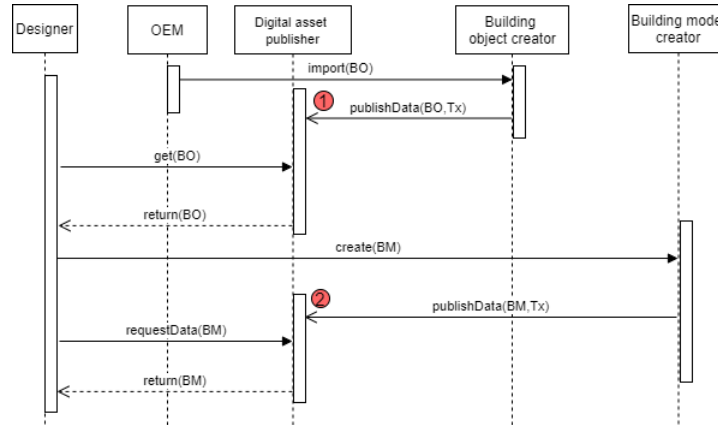 Designer
OEM
Digital asset
publisher
Building
object creator
Building mode
creator
import(BO)
1
publishData(BO,Tx)
get(BO)
return(BO)
create(BM)
2
publishData(BM,Tx)
requestData(BM)
return(BM)